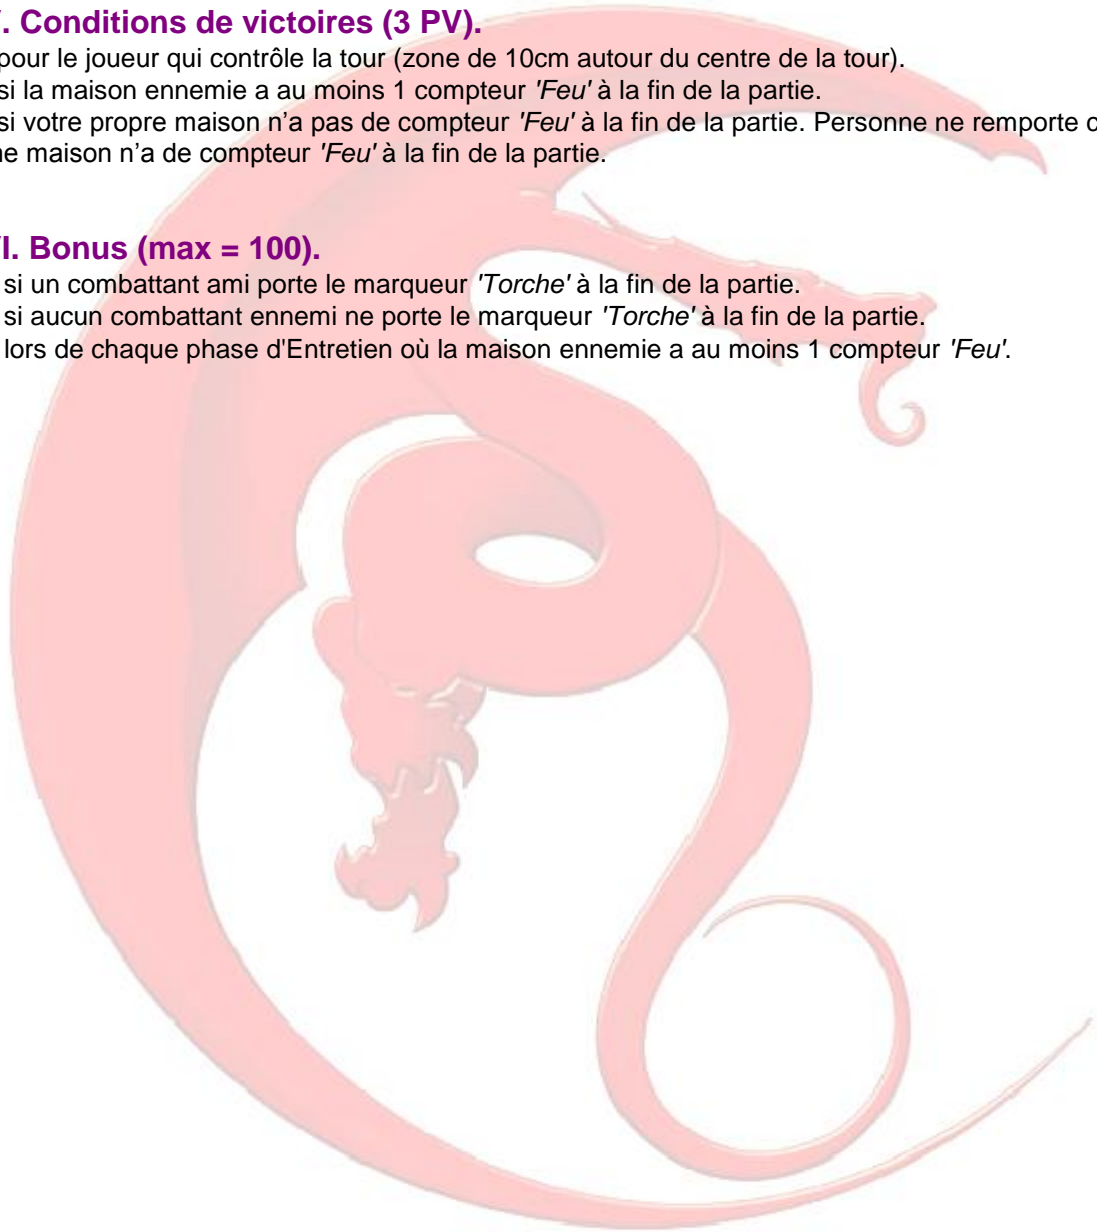 . Conditions de victoires (3 PV).
pour le joueur qui contrôle la tour (zone de 10cm autour du centre de la tour).
si la maison ennemie a au moins 1 compteur 'Feu' à la fin de la partie.
si votre propre maison n’a pas de compteur 'Feu' à la fin de la partie. Personne ne remporte
ne maison n’a de compteur 'Feu' à la fin de la partie.
I. Bonus (max = 100).
si un combattant ami porte le marqueur 'Torche' à la fin de la partie.
si aucun combattant ennemi ne porte le marqueur 'Torche' à la fin de la partie.
lors de chaque phase d'Entretien où la maison ennemie a au moins 1 compteur 'Feu'.